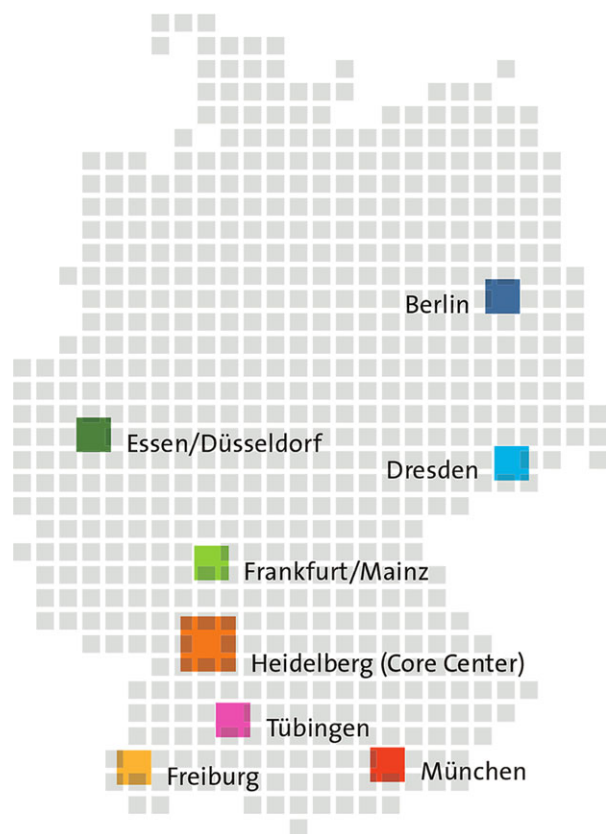 Berlin
Essen/Düsseldorf
Dresden
Frankfurt/Mainz
Heidelberg (Core Center)
Tübingen
Freiburg
München